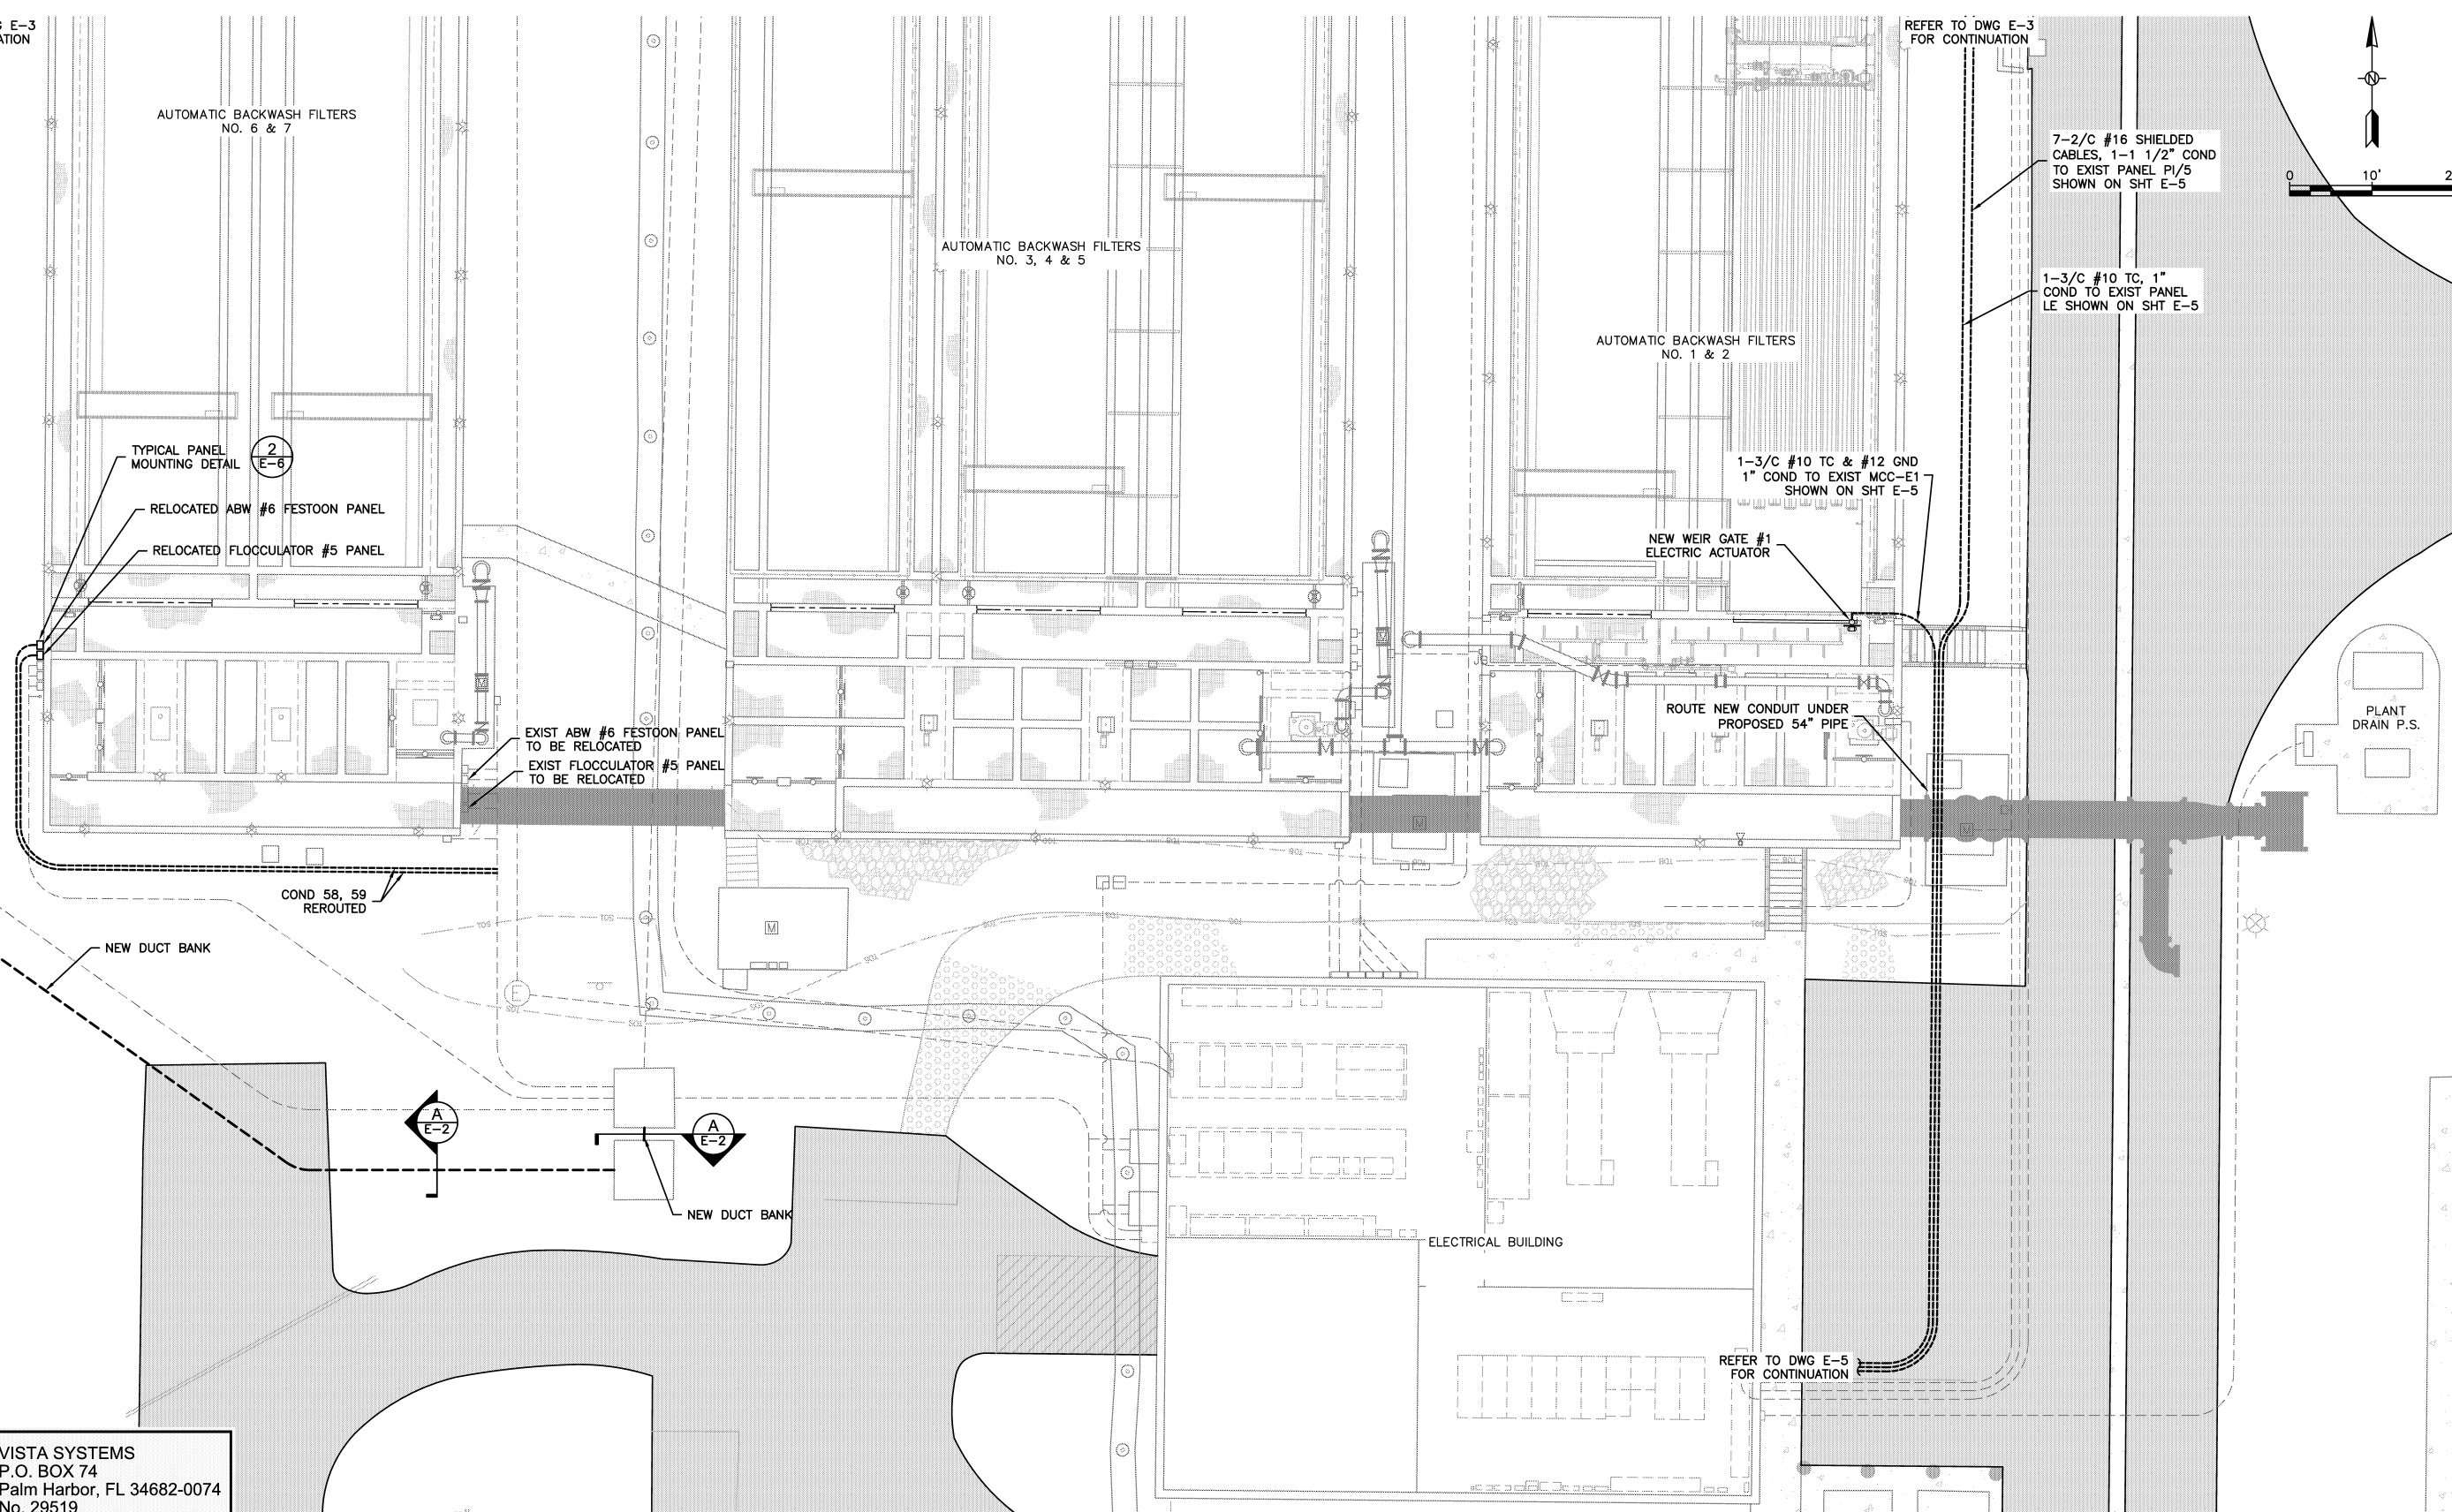 E-3
REFER TO DWG E-3
FOR CONTINUATION
N
0 10'
AUTOMATIC BACKWASH FILTERS
NO. 6 & 7
7-2/C #16 SHIELDED
CABLES, 1-1 1/2" COND
TO EXIST PANEL PI/5
SHOWN ON SHT E-5
AUTOMATIC BACKWASH FILTERS
NO. 3, 4 & 5
1-3/C #10 TC, 1"
COND TO EXIST PANEL
LE SHOWN ON SHT E-5
AUTOMATIC BACKWASH FILTERS
NO. 1 & 2
TYPICAL PANEL
MOUNTING DETAIL
2
E-6
1-3/C #10 TC & #12 GND
1" COND TO EXIST MCC-E1
SHOWN ON SHT E-5
RELOCATED ABW #6 FESTOON PANEL
RELOCATED FLOCCULATOR #5 PANEL
NEW WEIR GATE #1
ELECTRIC ACTUATOR
ROUTE NEW CONDUIT UNDER
PROPOSED 54" PIPE
PLANT
DRAIN P.S.
EXIST ABW #6 FESTOON PANEL
TO BE RELOCATED
EXIST FLOCCULATOR #5 PANEL
TO BE RELOCATED
M
M
M
M
COND 58, 59
REROUTED
M
NEW DUCT BANK
E
A
E-2
A
E-2
NEW DUCT BANK
ELECTRICAL BUILDING
REFER TO DWG E-5
FOR CONTINUATION
VISTA SYSTEMS
P.O. BOX 74
Palm Harbor, FL 34682-0074
No. 29519